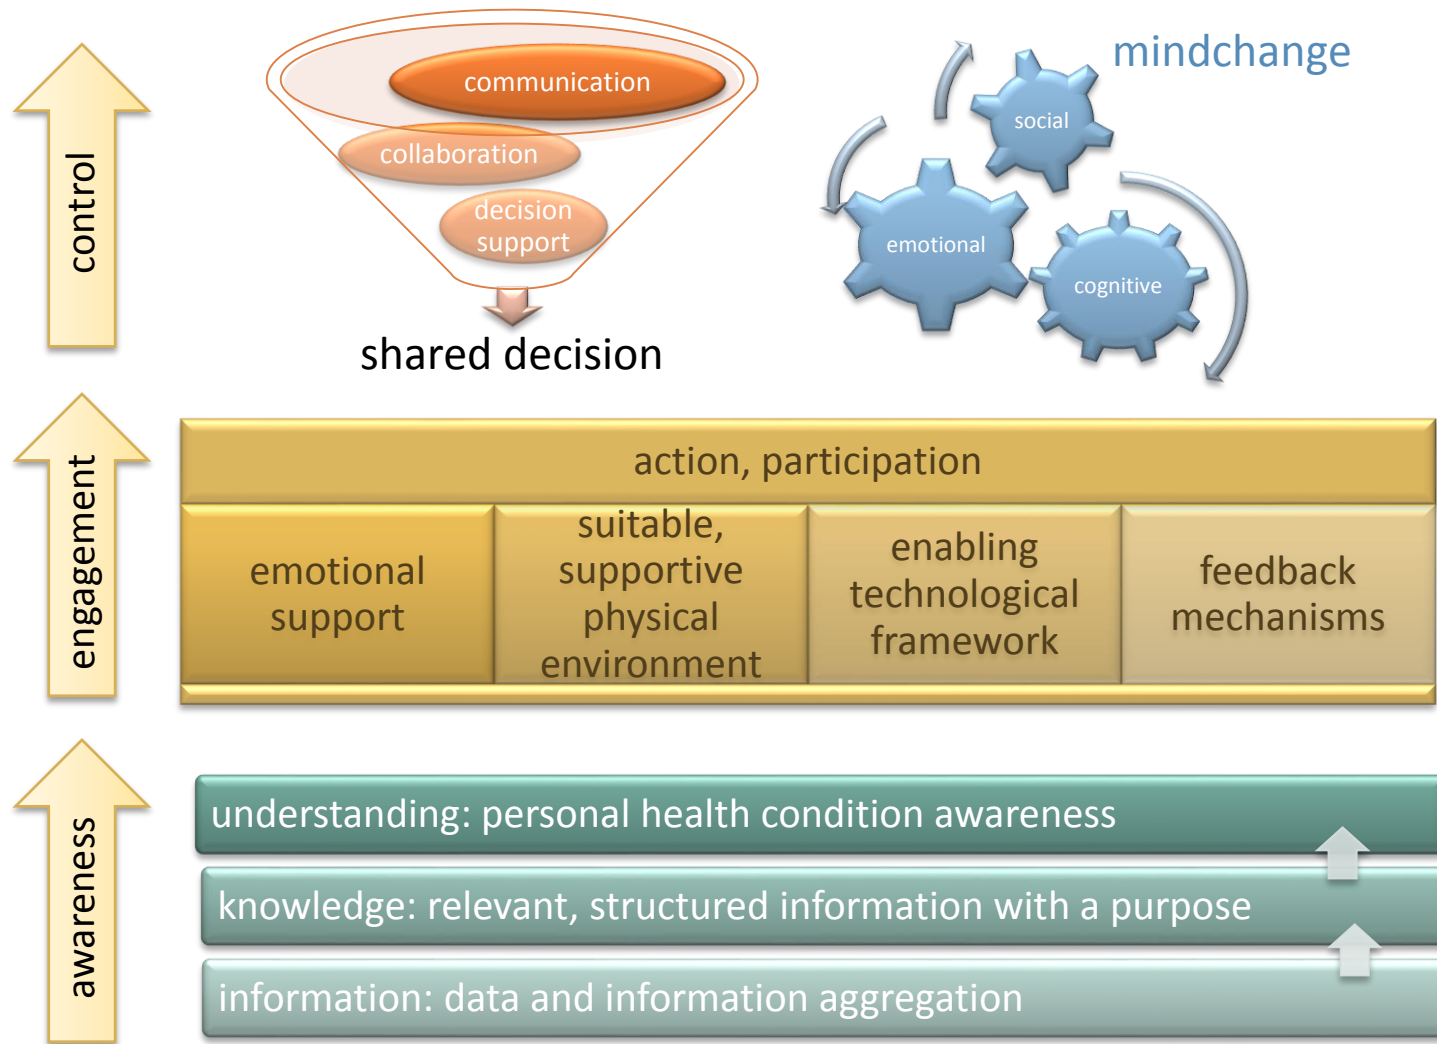 control
communication
collaboration
decision
support
shared decision
mindchange
social
emotional
cognitive
engagement
action, participation
emotional
support
suitable,
supportive
physical
environment
enabling
technological
framework
feedback
mechanisms
awareness
understanding: personal health condition awareness
knowledge: relevant, structured information with a purpose
information: data and information aggregation